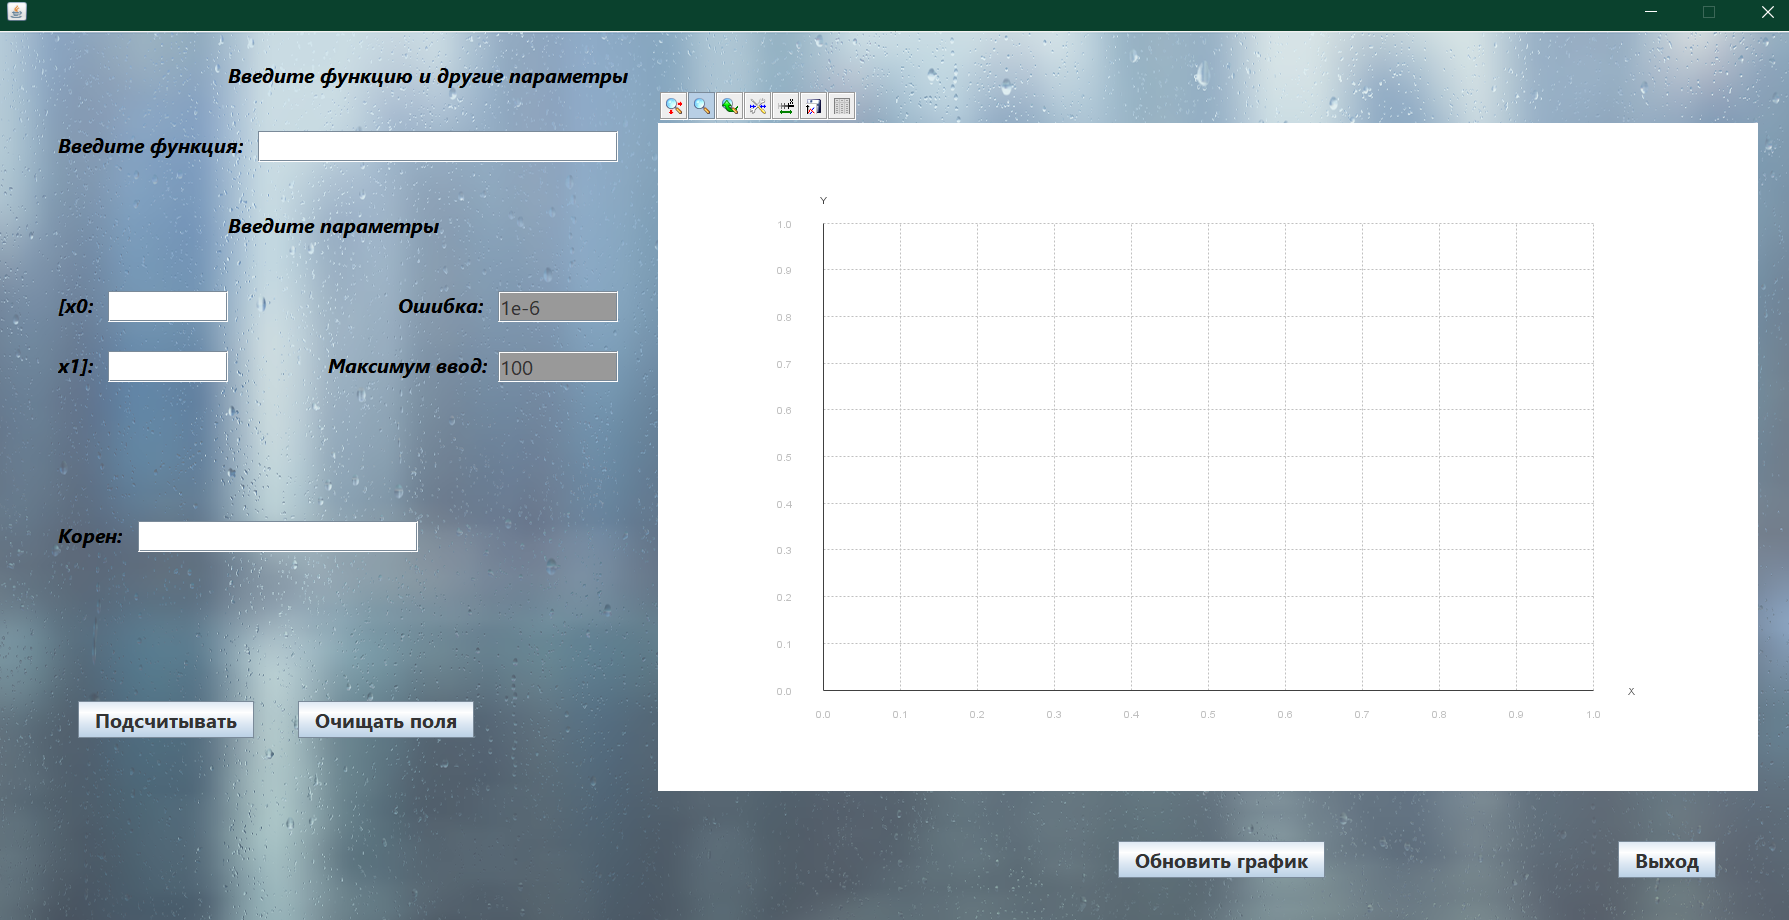 Введите функцию и другие параметры
Введите функция:
Введите параметры
[x0:
Ошибка:
1e-6
x1]:
Максимум ввод:
100
Корен:
Подсчитывать
Очищать поля
Y
1.0
0.9
0.8
0.7
0.6
0.5
0.4
0.3
0.2
0.1
0.0
X
0.0 0.1 0.2 0.3 0.4 0.5 0.6 0.7 0.8 0.9 1.0
Обновить график
Выход